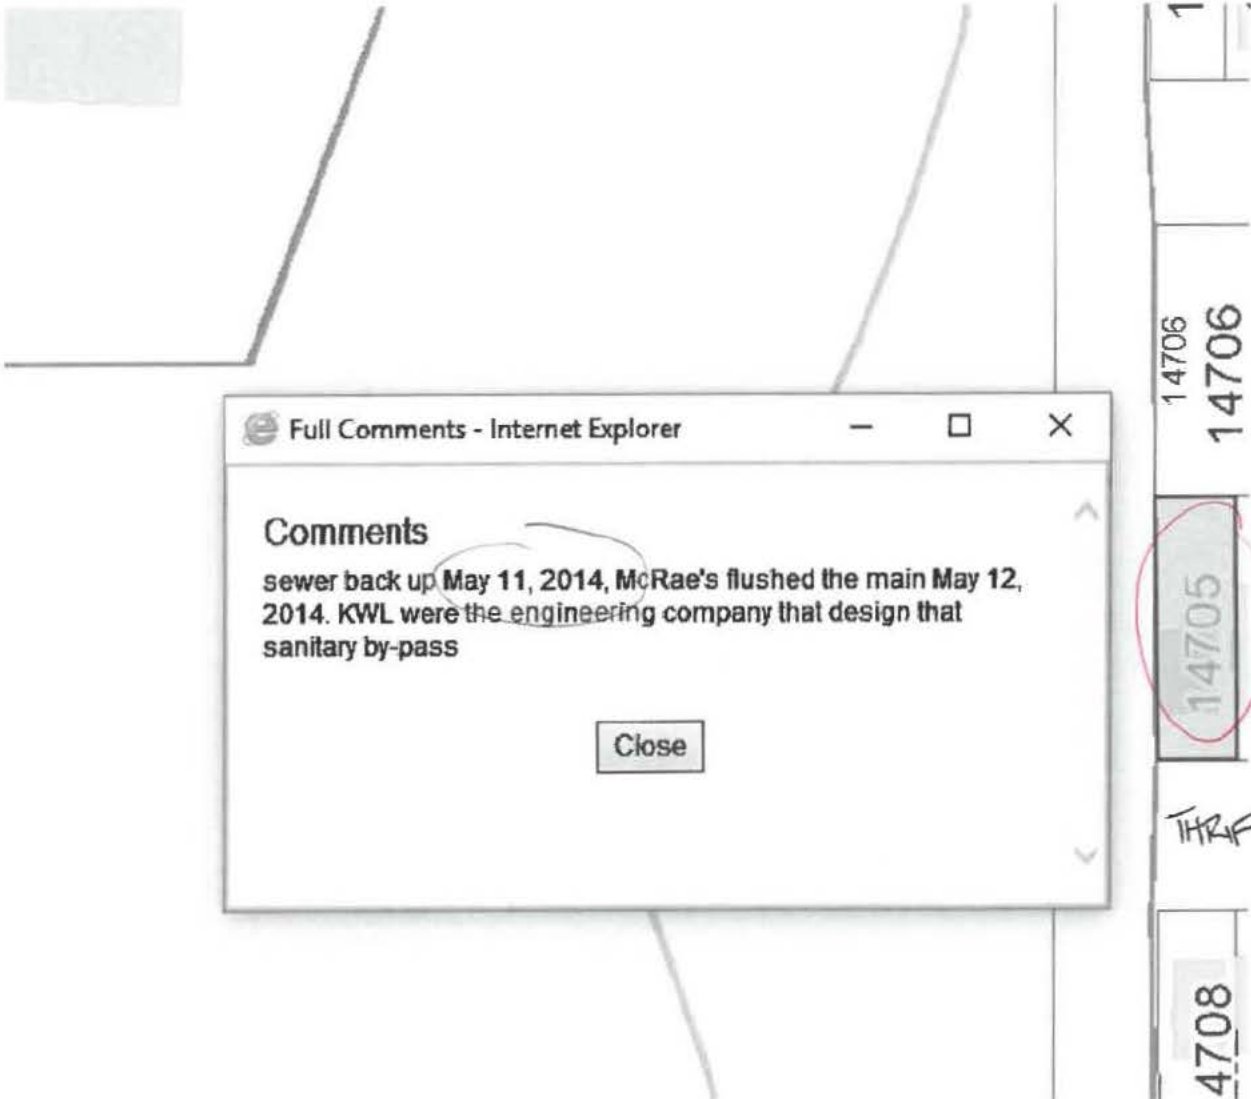 Full Comments - Internet Explorer
Comments
sewer back up May 11, 2014, McRae's flushed the main May 12,
2014. KWL were the engineering company that design that
sanitary by-pass
Close
14706
14706
14705
4708